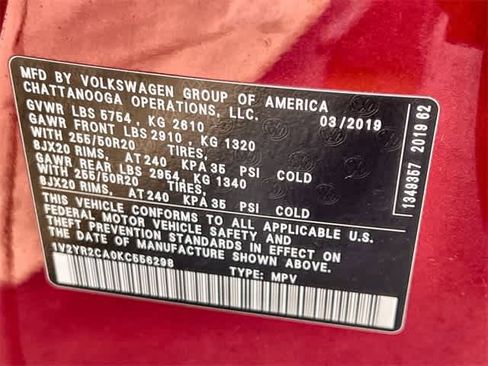 MFD BY VOLKSWAGEN GROUP OF AMERICA
CHATTANOOGA OPERATIONS, LLC. 03/2019
GVWR LBS 5754, KG 2610
GAWR FRONT LBS 2910, KG 1320
WITH 255/50R20 TIRES,
8JX20 RIMS, AT 240 KPA 35 PSI COLD
GAWR REAR LBS 2954, KG 1340
WITH 255/50R20 TIRES,
8JX20 RIMS, AT 240 KPA 35 PSI COLD
THIS VEHICLE CONFORMS TO ALL APPLICABLE U.S.
FEDERAL MOTOR VEHICLE SAFETY AND
THEFT PREVENTION STANDARDS IN EFFECT ON
THE DATE OF MANUFACTURE SHOWN ABOVE.
1V2YR2CA0KC556298 TYPE: MPV
1349357 2019 62